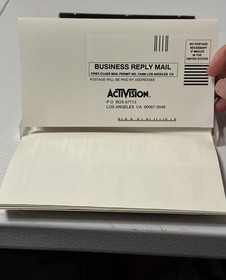 NO POSTAGE
NECESSARY
IF MAILED
IN THE
UNITED STATES
BUSINESS REPLY MAIL
FIRST-CLASS MAIL PERMIT NO. 73486 LOS ANGELES CA
POSTAGE WILL BE PAID BY ADDRESSEE
ACTIVISION
P O BOX 67713
LOS ANGELES CA 90067-9546